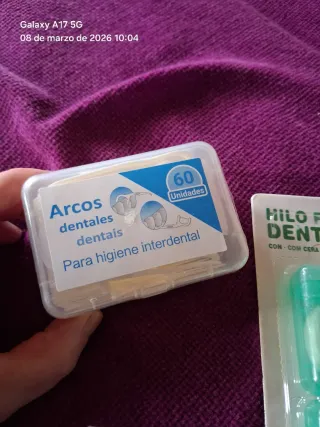 Galaxy A17 5G
08 de marzo de 2026 10:04
Arcos
dentales
dentais
60
Unidades
Para higiene interdental
HILO
DENT
CON - COM CERA